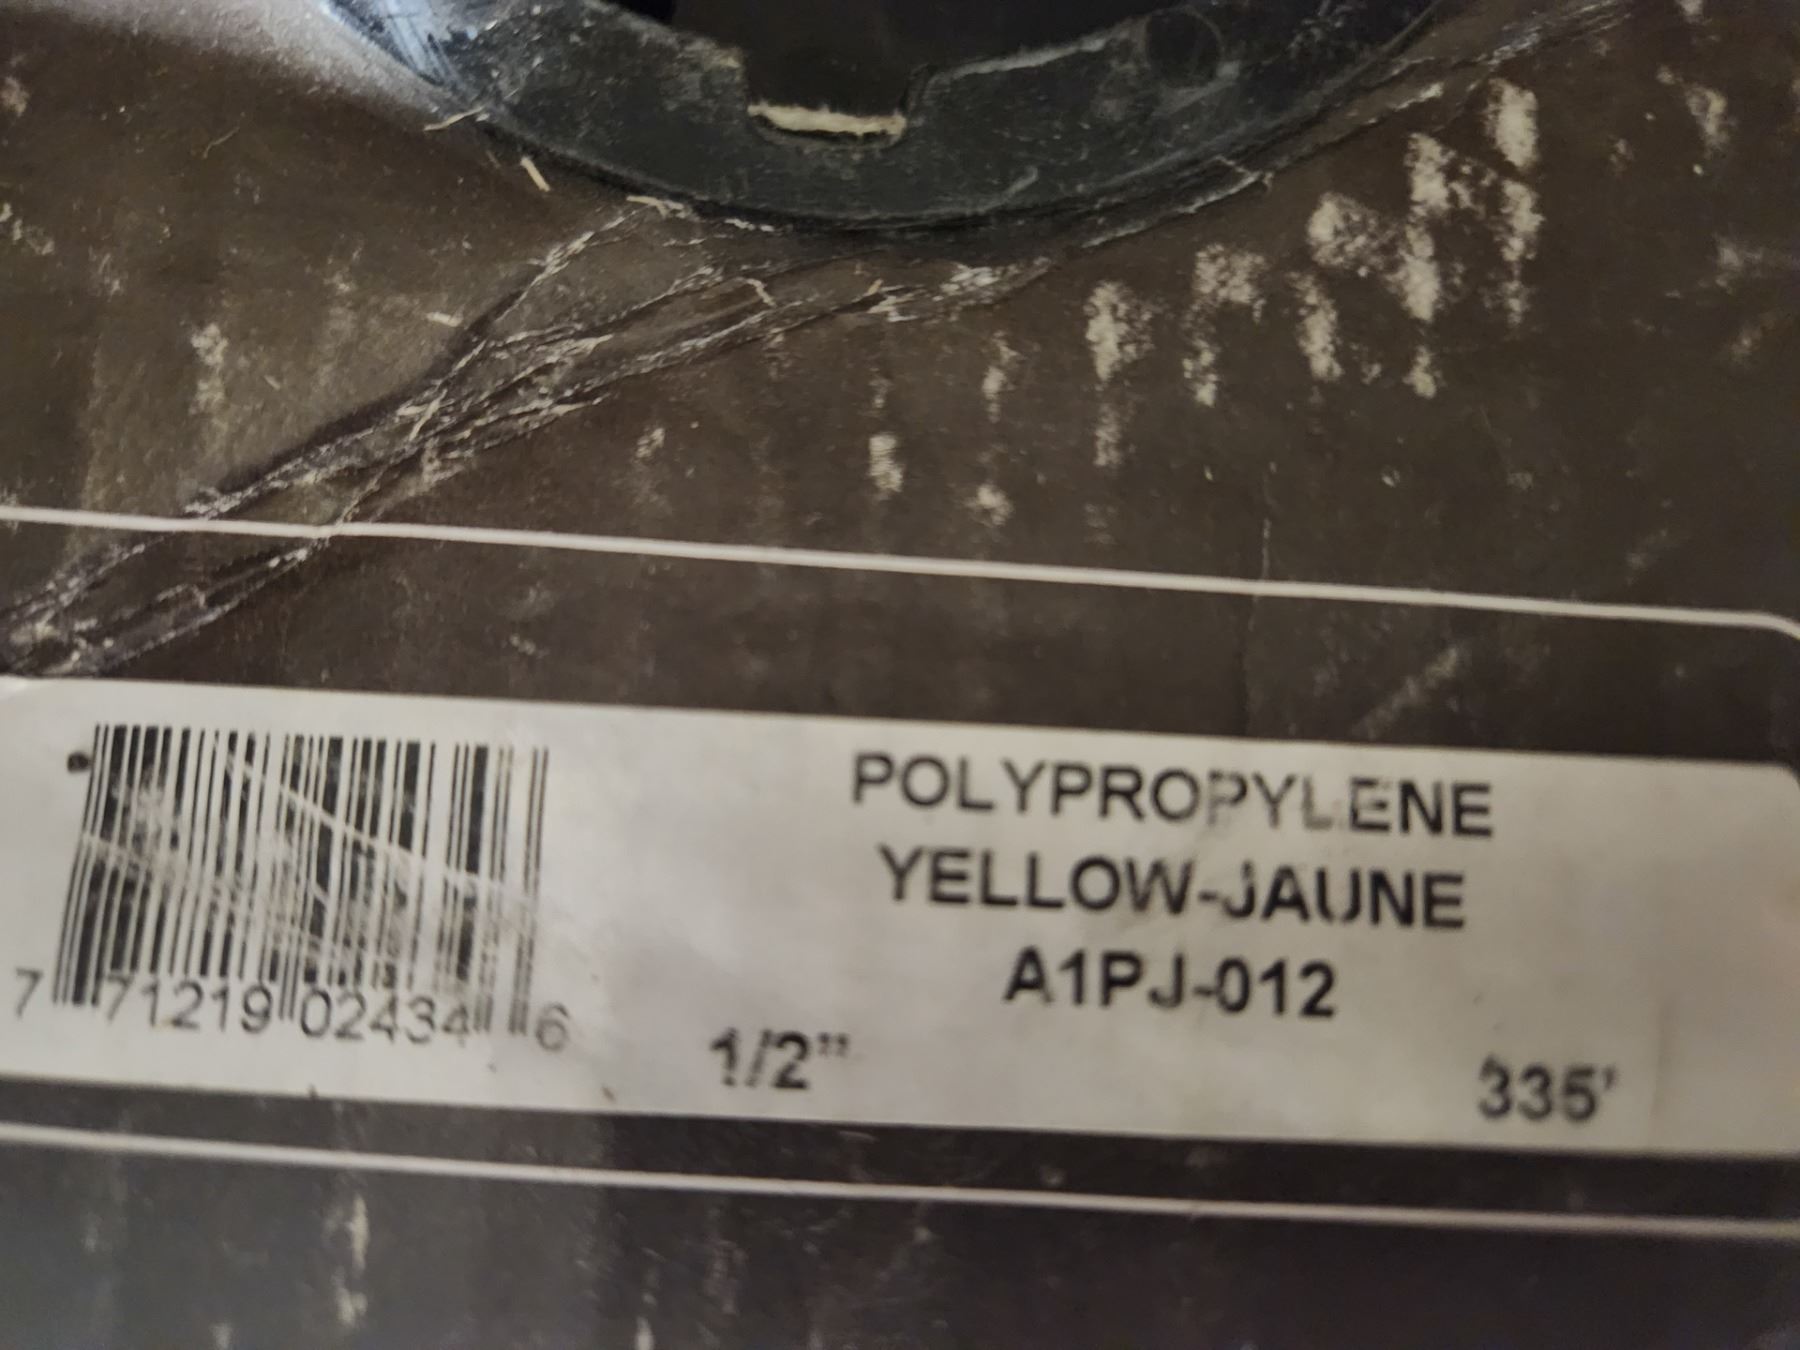 POLYPROPYLENE
YELLOW-JAUNE
A1PJ-012
7 71219 02434 6
1/2"
335'